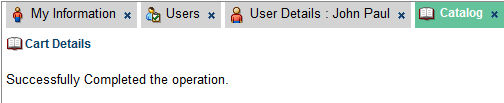 My Information Users User Details : John Paul Catalog
Cart Details
Successfully Completed the operation.